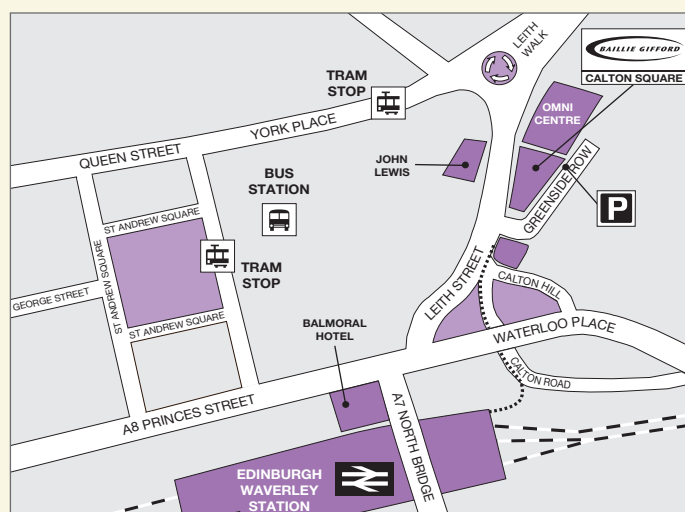 LEITH
WALK
BAILLIE GIFFORD
CALTON SQUARE
TRAM
STOP
OMNI
CENTRE
YORK PLACE
QUEEN STREET
JOHN
LEWIS
GREENSIDE ROW
P
BUS
STATION
ST ANDREW SQUARE
ST ANDREW SQUARE
TRAM
STOP
GEORGE STREET
ST ANDREW SQUARE
LEITH STREET
CALTON HILL
BALMORAL
HOTEL
WATERLOO PLACE
CALTON ROAD
A8 PRINCES STREET
A7 NORTH BRIDGE
EDINBURGH
WAVERLEY
STATION